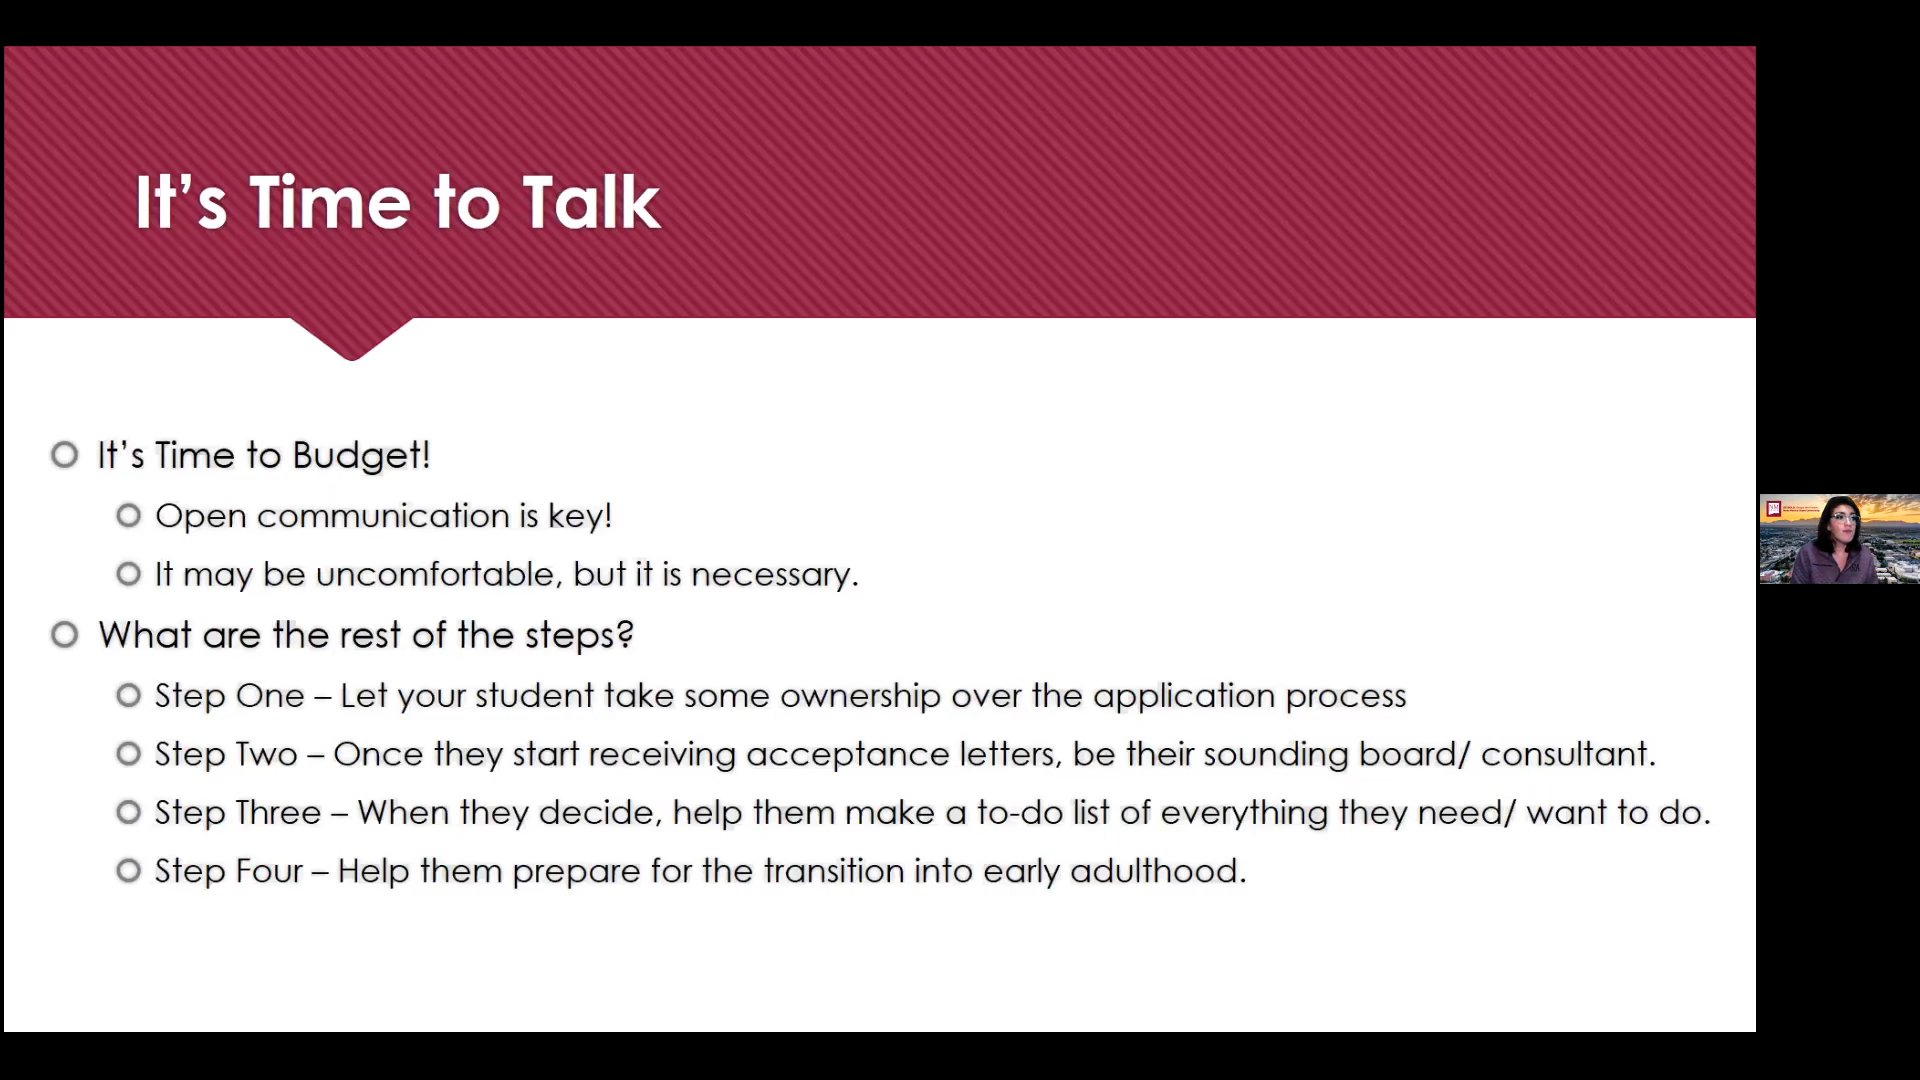 It's Time to Talk
It's Time to Budget!
Open communication is key!
It may be uncomfortable, but it is necessary.
What are the rest of the steps?
Step One – Let your student take some ownership over the application process
Step Two – Once they start receiving acceptance letters, be their sounding board/ consultant.
Step Three – When they decide, help them make a to-do list of everything they need/ want to do.
Step Four – Help them prepare for the transition into early adulthood.
NM